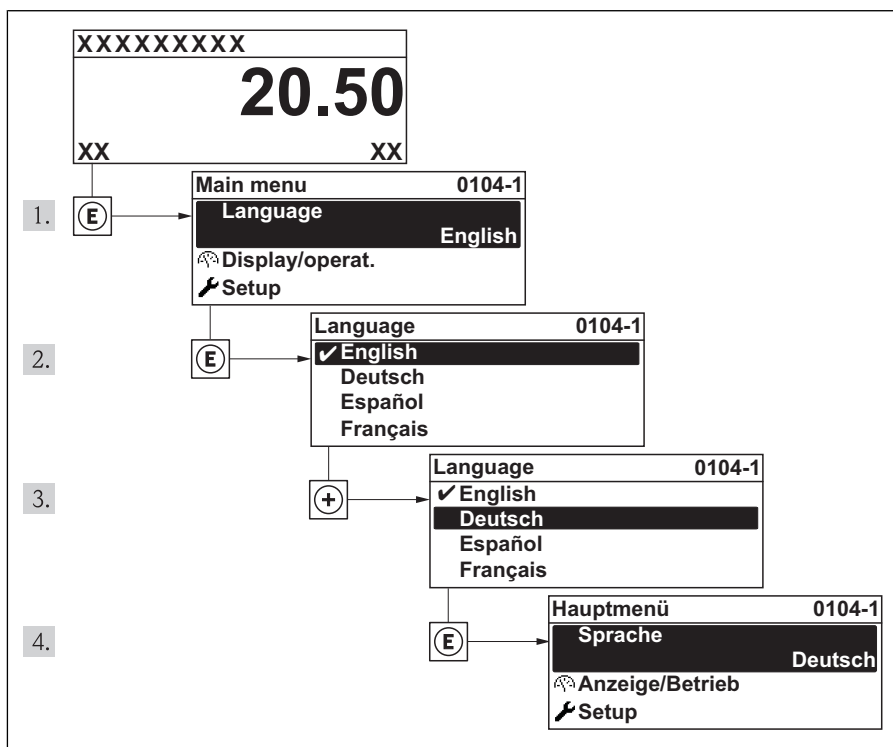 XXXXXXXXX
20.50
XX XX
1. E
Main menu 0104-1
Language
English
Display/operat.
Setup
2. E
Language 0104-1
✔ English
Deutsch
Español
Français
3. +
Language 0104-1
✔ English
Deutsch
Español
Français
4. E
Hauptmenü 0104-1
Sprache
Deutsch
Anzeige/Betrieb
Setup